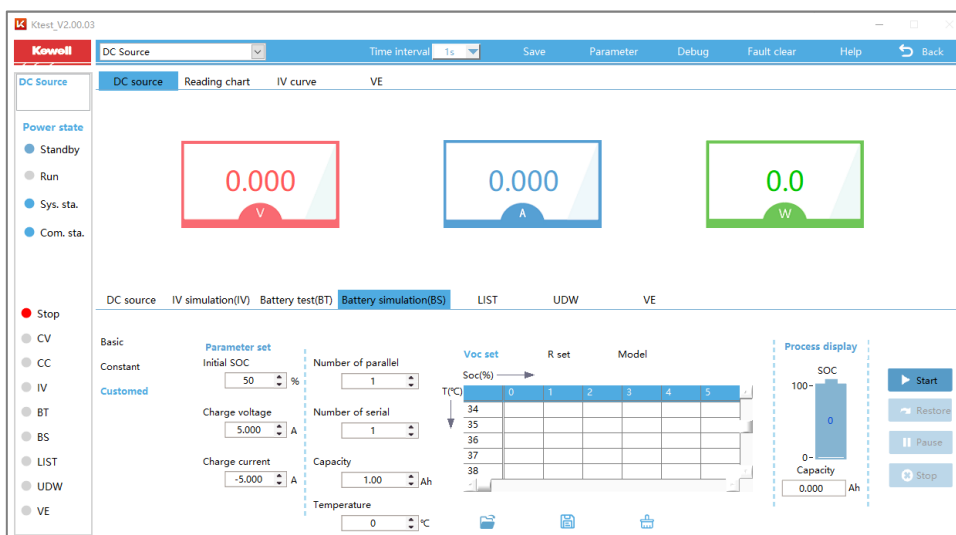 Ktest_V2.00.03
Kewell
DC Source
Time interval 1s Save Parameter Debug Fault clear Help Back
DC Source
DC source Reading chart IV curve VE
Power state
Standby
Run
Sys. sta.
Com. sta.
0.000
V
0.000
A
0.0
W
DC source IV simulation(IV) Battery test(BT) Battery simulation(BS) LIST UDW VE
Stop
CV
CC
IV
BT
BS
LIST
UDW
VE
Basic
Constant
Customed
Parameter set
Initial SOC
50 %
Charge voltage
5.000 A
Charge current
-5.000 A
Number of parallel
1
Number of serial
1
Capacity
1.00 Ah
Temperature
0 ℃
Voc set R set Model
Soc(%)
T(℃) 0 1 2 3 4 5
34
35
36
37
38
Process display
SOC
100-
0
0-
Capacity
0.000 Ah
Start
Restore
Pause
Stop